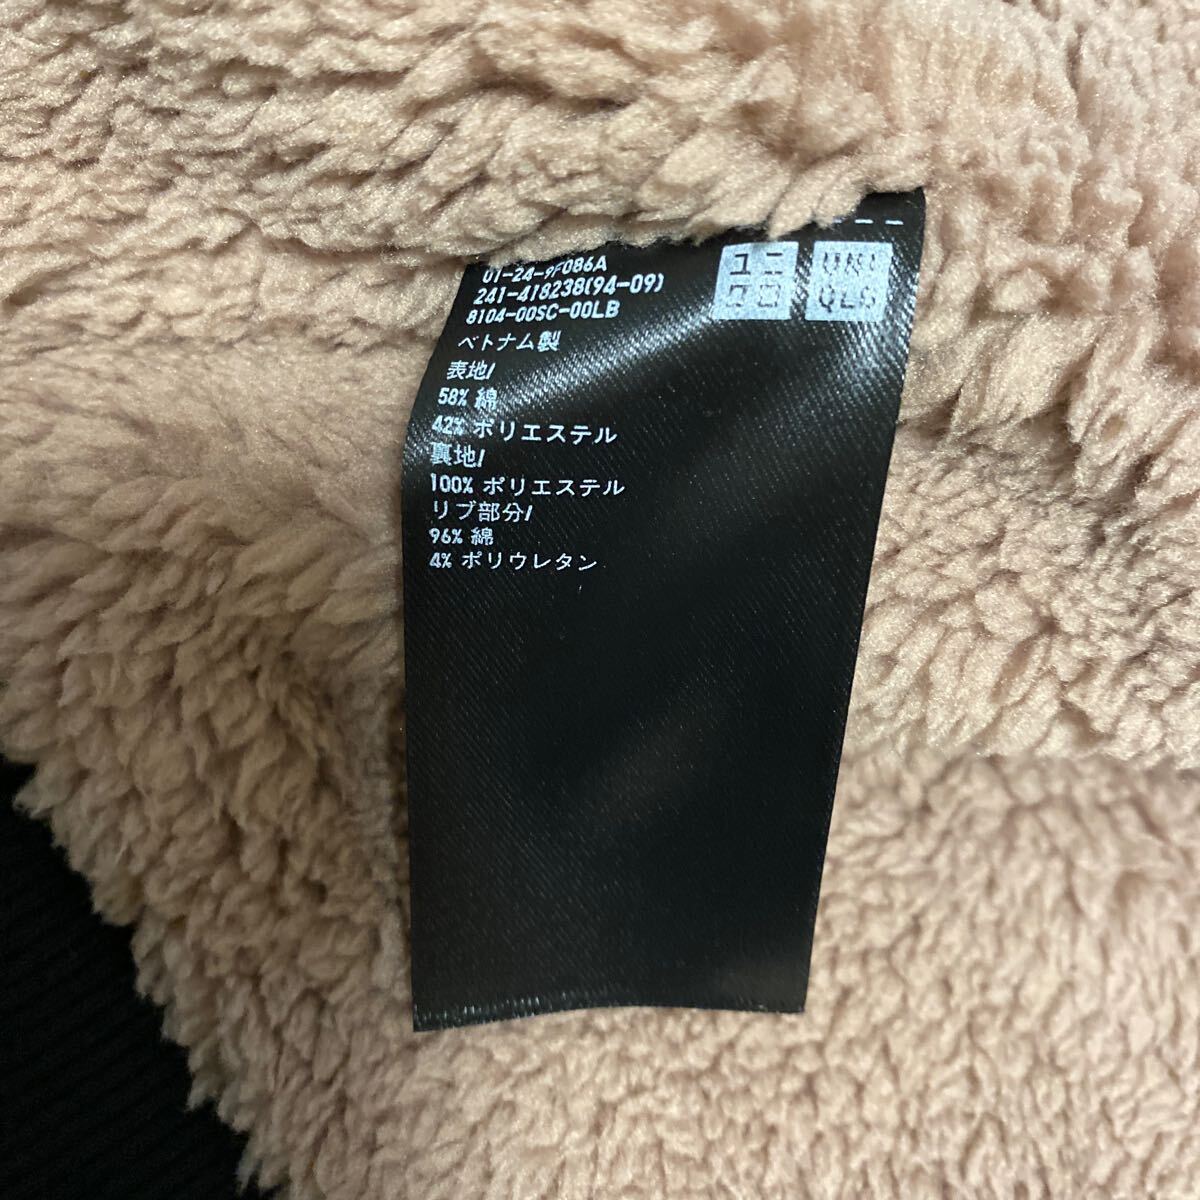 01-24-9F086A
241-418238(94-09)
8104-00SC-00LB
ユニ
クロ
UNI
QLO
ベトナム製
表地/
58% 綿
42% ポリエステル
裏地/
100% ポリエステル
リブ部分/
96% 綿
4% ポリウレタン